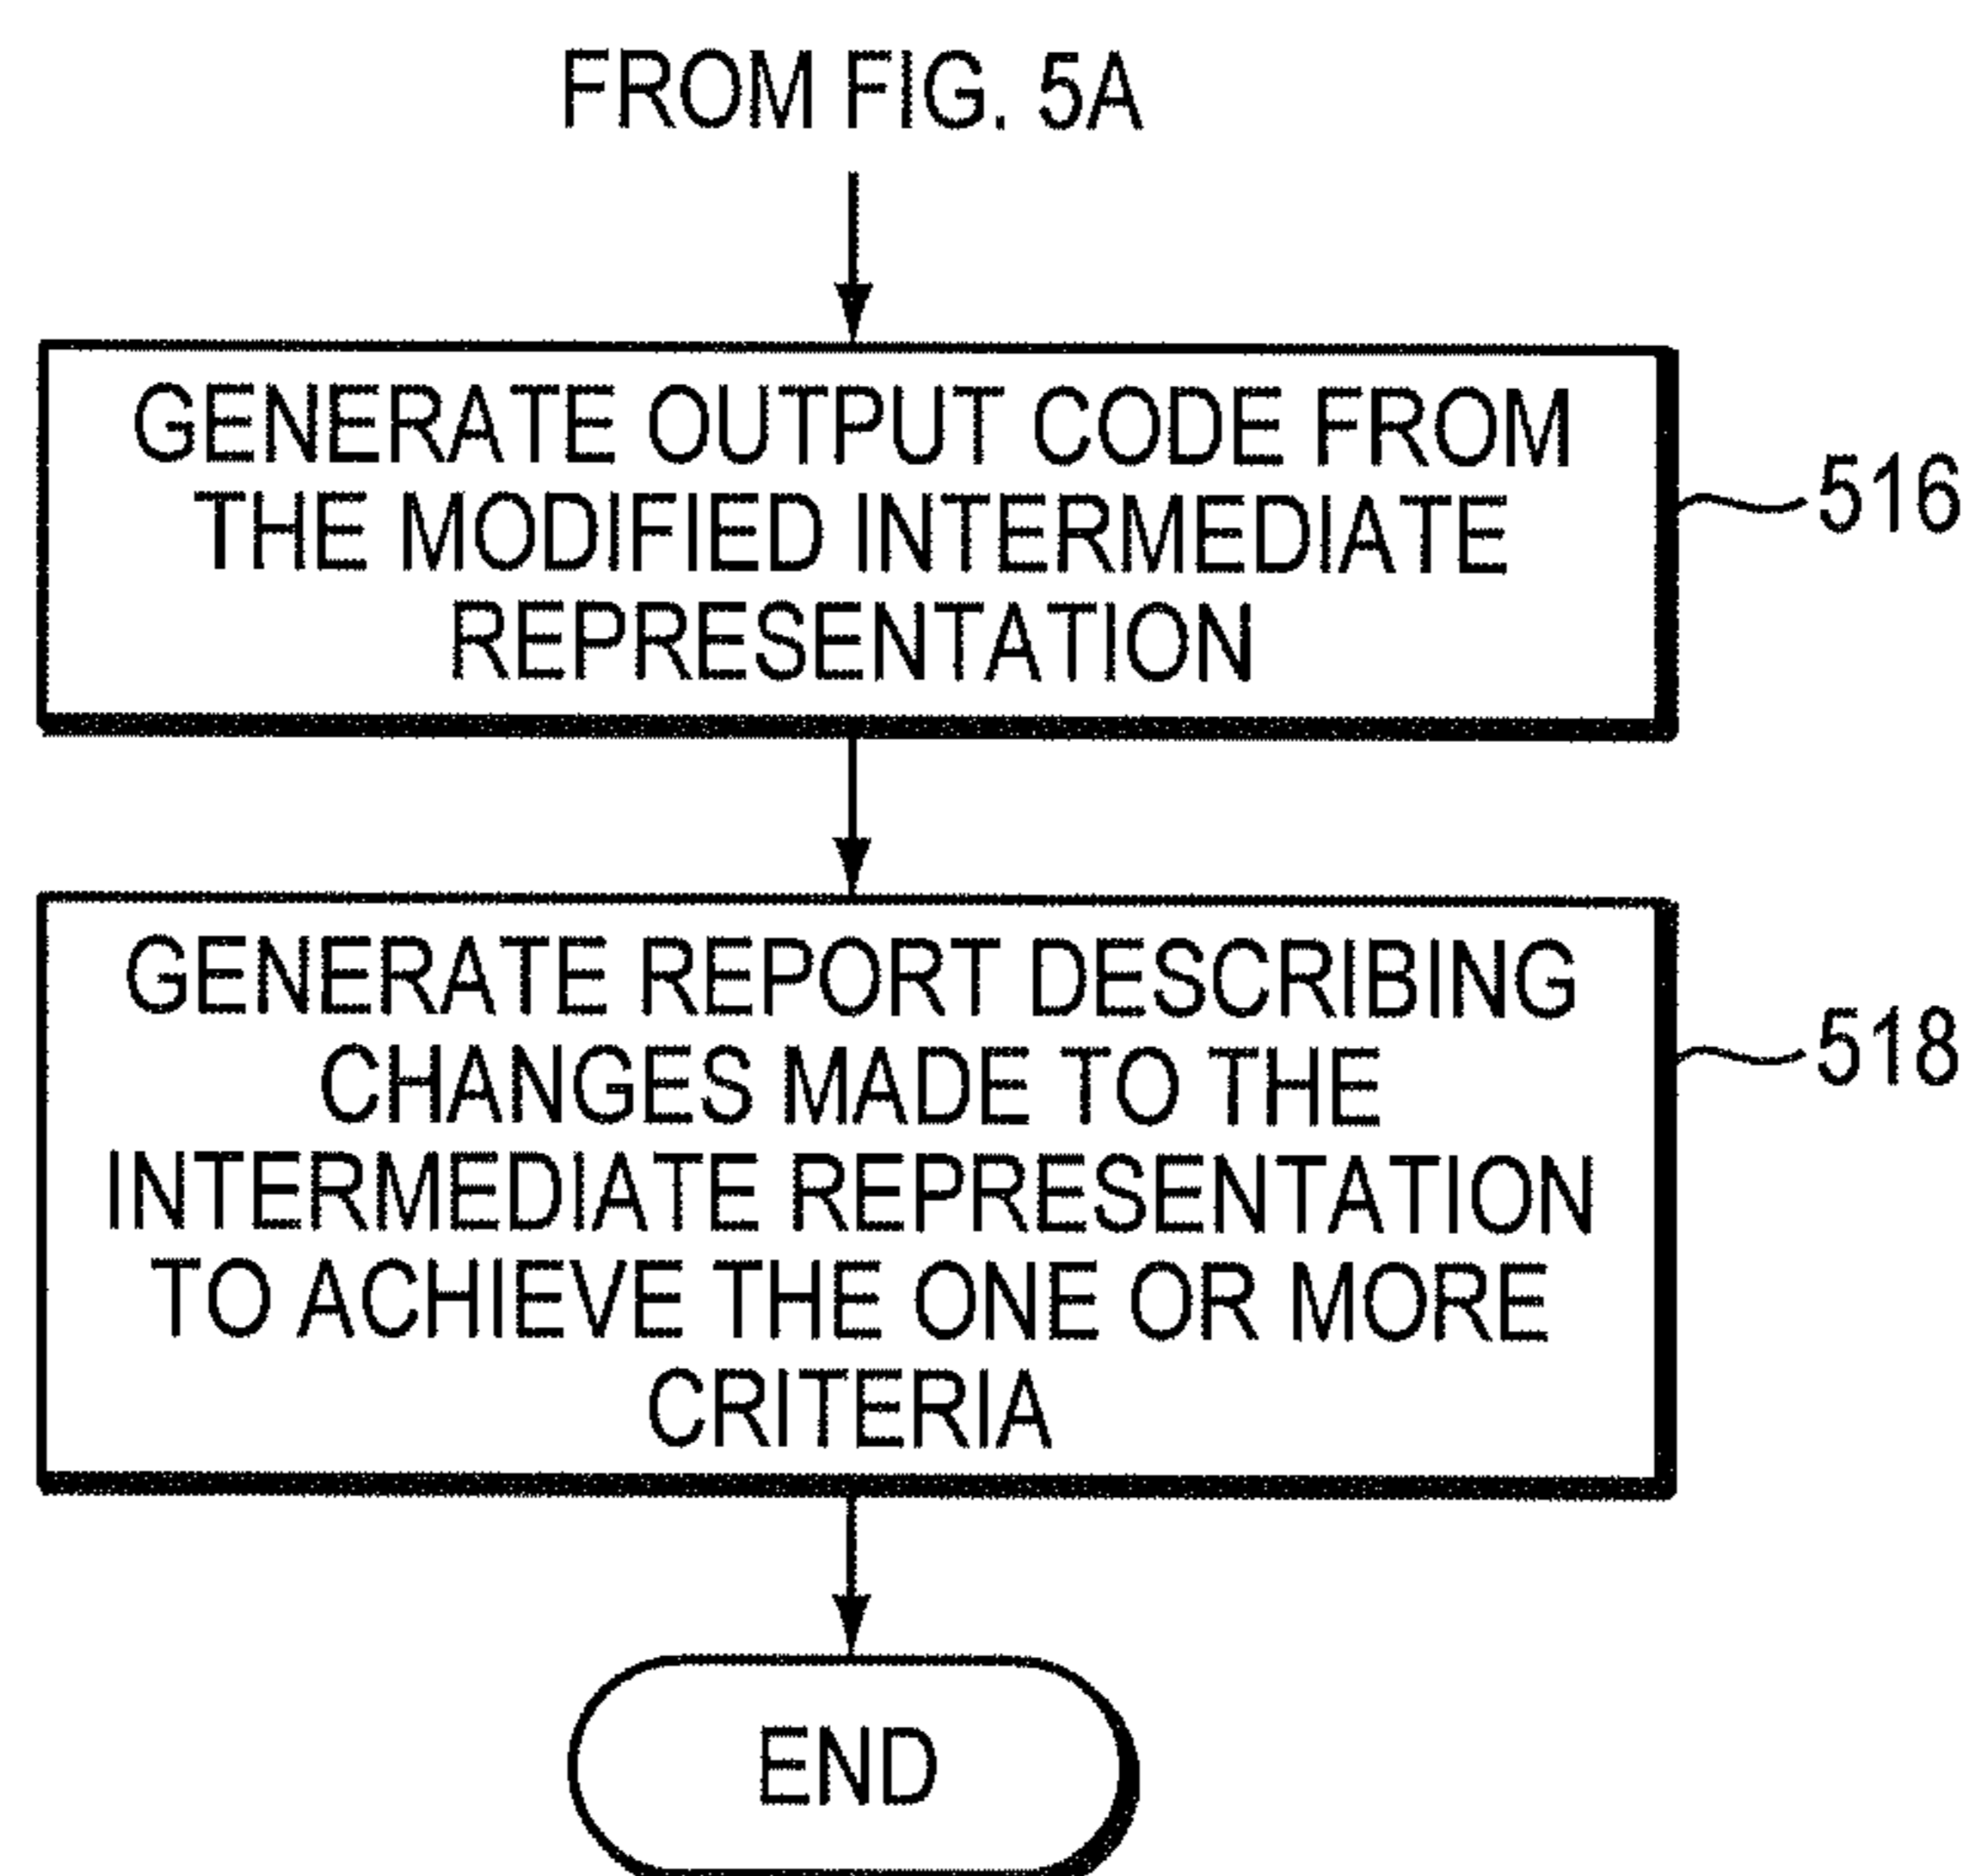 FROM FIG. 5A
GENERATE OUTPUT CODE FROM
THE MODIFIED INTERMEDIATE
REPRESENTATION
516
GENERATE REPORT DESCRIBING
CHANGES MADE TO THE
INTERMEDIATE REPRESENTATION
TO ACHIEVE THE ONE OR MORE
CRITERIA
518
END